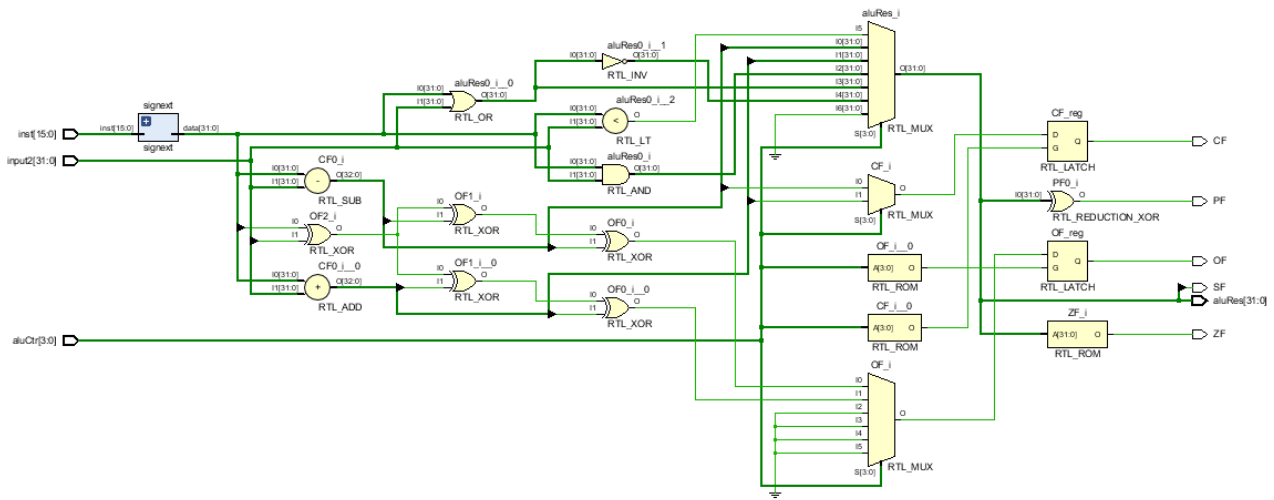 aluRes_i
I5
I0[31:0]
I1[31:0]
I2[31:0]
I3[31:0]
I4[31:0]
I6[31:0]
S[3:0]
O[31:0]
RTL_MUX
aluRes0_i__1
I0[31:0]
O[31:0]
RTL_INV
aluRes0_i__0
I0[31:0]
I1[31:0]
O[31:0]
RTL_OR
aluRes0_i__2
I0[31:0]
I1[31:0]
O
<
RTL_LT
aluRes0_i
I0[31:0]
I1[31:0]
O[31:0]
RTL_AND
signext
inst[15:0]
inst[15:0]
data[31:0]
signext
input2[31:0]
CF0_i
I0[31:0]
I1[31:0]
O[32:0]
-
RTL_SUB
OF2_i
I0
I1
O
RTL_XOR
CF0_i__0
I0[31:0]
I1[31:0]
O[32:0]
+
RTL_ADD
OF1_i
I0
I1
O
RTL_XOR
OF1_i__0
I0
I1
O
RTL_XOR
OF0_i
I0
I1
O
RTL_XOR
OF0_i__0
I0
I1
O
RTL_XOR
aluCtr[3:0]
CF_i
I0
I1
S[3:0]
O
RTL_MUX
OF_i__0
A[3:0]
O
RTL_ROM
CF_i__0
A[3:0]
O
RTL_ROM
OF_i
I0
I1
I2
I3
I4
I5
S[3:0]
O
RTL_MUX
CF_reg
D
G
Q
RTL_LATCH
CF
PF0_i
I0[31:0]
O
RTL_REDUCTION_XOR
PF
OF_reg
D
G
Q
RTL_LATCH
OF
SF
aluRes[31:0]
ZF_i
A[31:0]
O
RTL_ROM
ZF